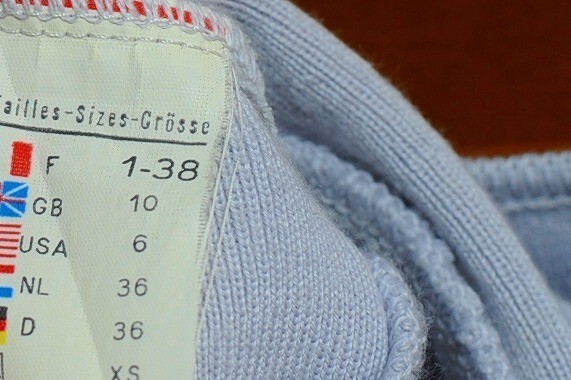 Tailles-Sizes-Grösse
F 1-38
GB 10
USA 6
NL 36
D 36
XS